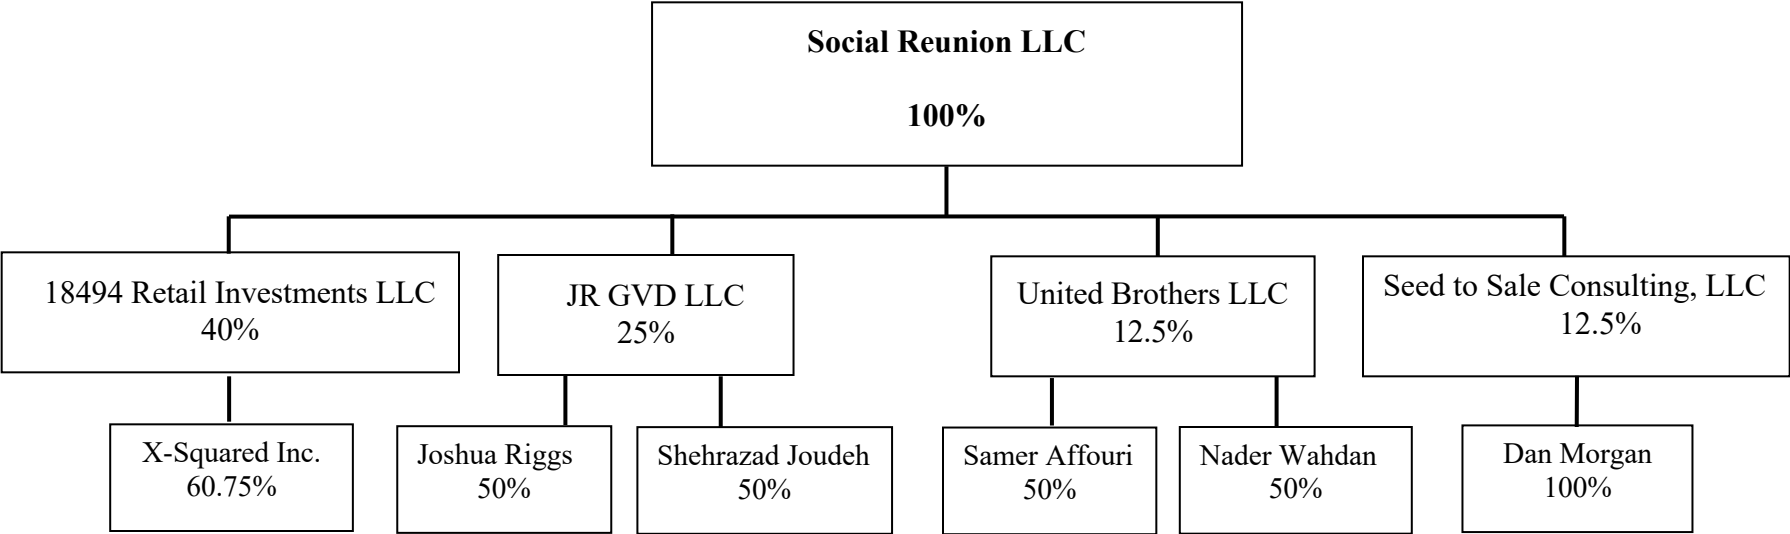 Social Reunion LLC
100%
18494 Retail Investments LLC
40%
JR GVD LLC
25%
United Brothers LLC
12.5%
Seed to Sale Consulting, LLC
12.5%
X-Squared Inc.
60.75%
Joshua Riggs
50%
Shehrazad Joudeh
50%
Samer Affouri
50%
Nader Wahdan
50%
Dan Morgan
100%